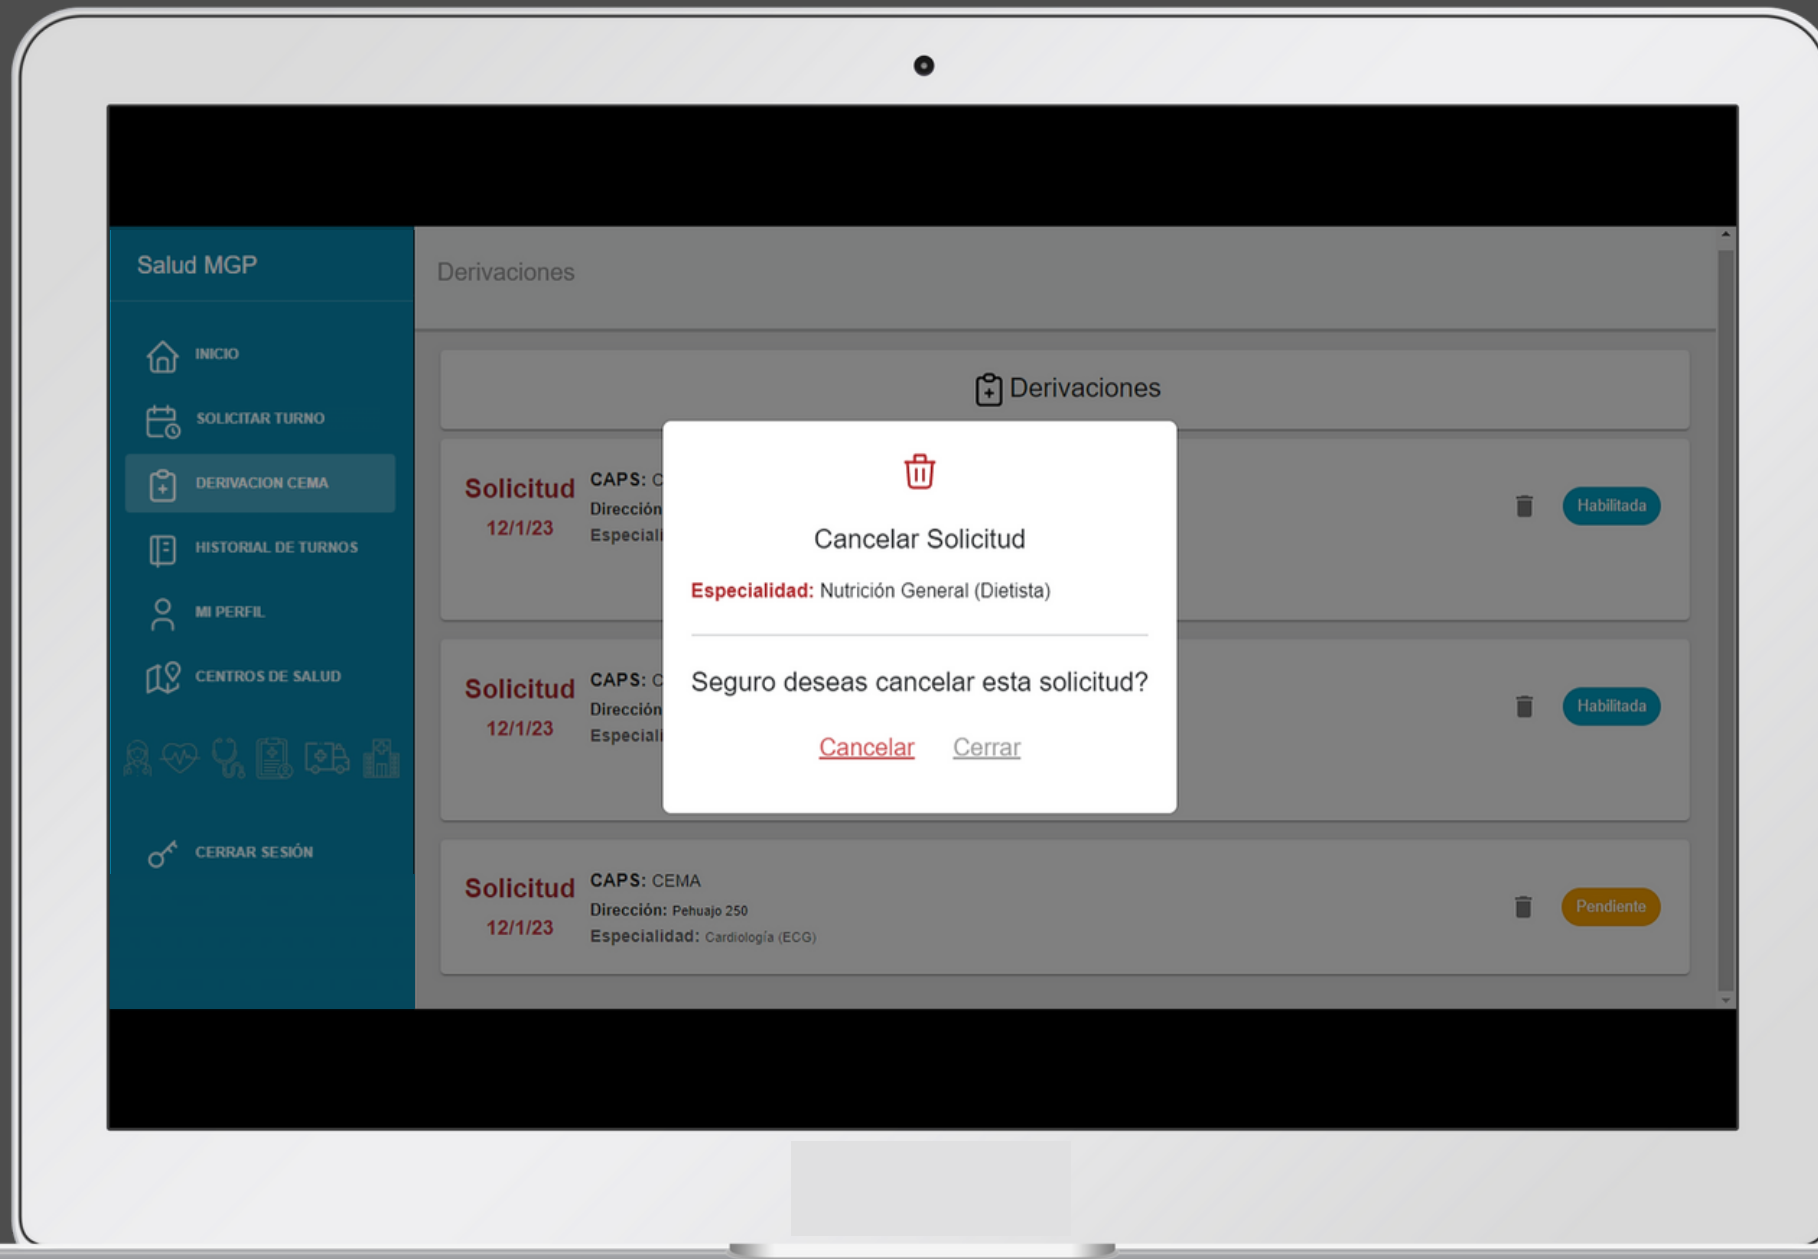 Salud MGP
INICIO
SOLICITAR TURNO
DERIVACION CEMA
HISTORIAL DE TURNOS
MI PERFIL
CENTROS DE SALUD
CERRAR SESIÓN
Derivaciones
Derivaciones
Solicitud
12/1/23
CAPS: C
Dirección
Especiali
Habilitada
Solicitud
12/1/23
CAPS: C
Dirección
Especiali
Habilitada
Solicitud
12/1/23
CAPS: CEMA
Dirección: Pehuajo 250
Especialidad: Cardiología (ECG)
Pendiente
Cancelar Solicitud
Especialidad: Nutrición General (Dietista)
Seguro deseas cancelar esta solicitud?
Cancelar Cerrar